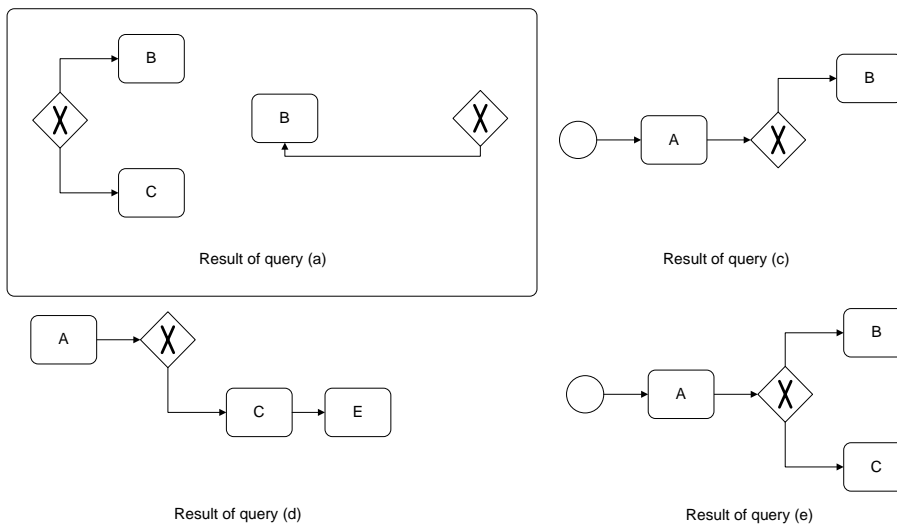 B
B
C
Result of query (a)
B
A
Result of query (c)
A
C
E
Result of query (d)
B
A
C
Result of query (e)